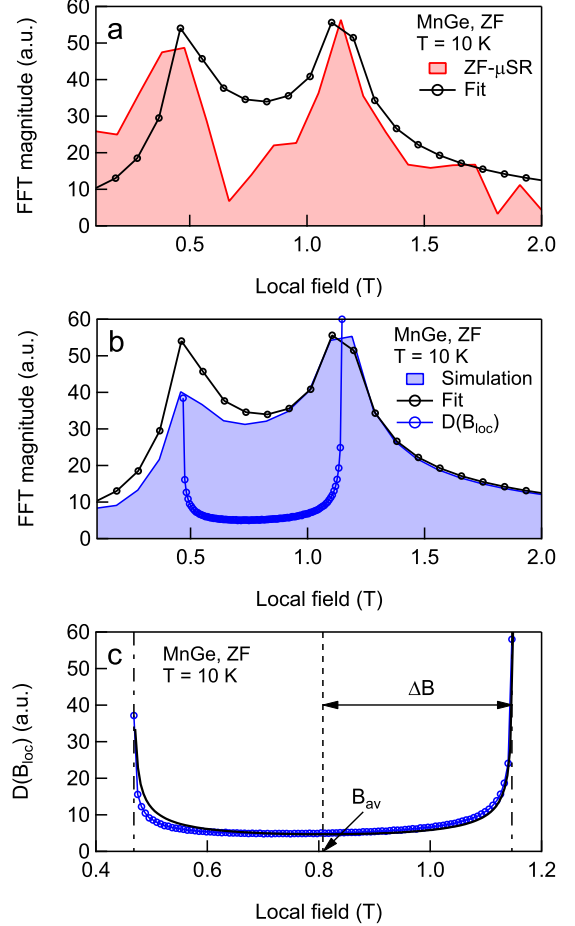 a
MnGe, ZF
T = 10 K
ZF-μSR
Fit
FFT magnitude (a.u.)
60
50
40
30
20
10
0
0.5
1.0
1.5
2.0
Local field (T)
b
MnGe, ZF
T = 10 K
Simulation
Fit
D(Bloc)
FFT magnitude (a.u.)
60
50
40
30
20
10
0
0.5
1.0
1.5
2.0
Local field (T)
c
MnGe, ZF
T = 10 K
ΔB
Bav
D(Bloc) (a.u.)
60
50
40
30
20
10
0
0.4
0.6
0.8
1.0
1.2
Local field (T)